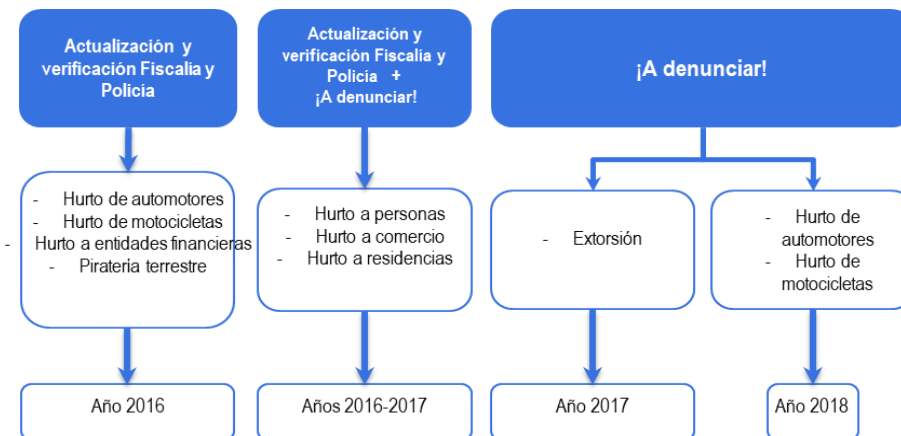 Actualización y
verificación Fiscalía y
Policía
- Hurto de automotores
- Hurto de motocicletas
- Hurto a entidades financieras
- Piratería terrestre
Año 2016
Actualización y
verificación Fiscalía y
Policía +
¡A denunciar!
- Hurto a personas
- Hurto a comercio
- Hurto a residencias
Años 2016-2017
¡A denunciar!
- Extorsión
Año 2017
- Hurto de
automotores
- Hurto de
motocicletas
Año 2018